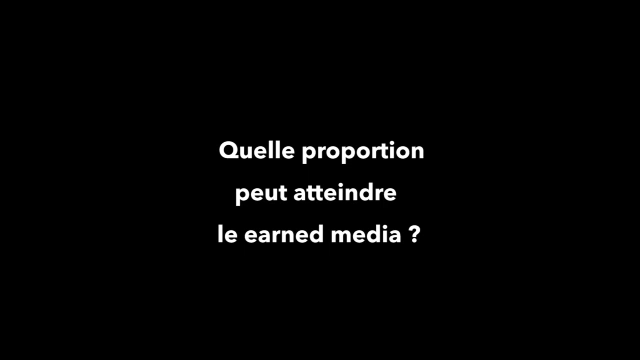 Quelle proportion
peut atteindre
le earned media ?